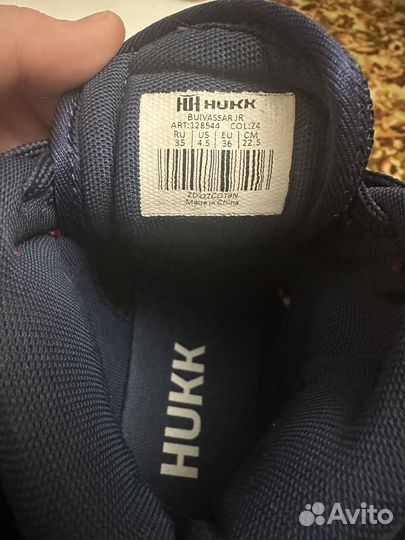 HUKK
BUIVASSAR JR
ART:128544 COL:Z4
RU US EU CM
35 4.5 36 22.5
Made in China
HUKK
Avito